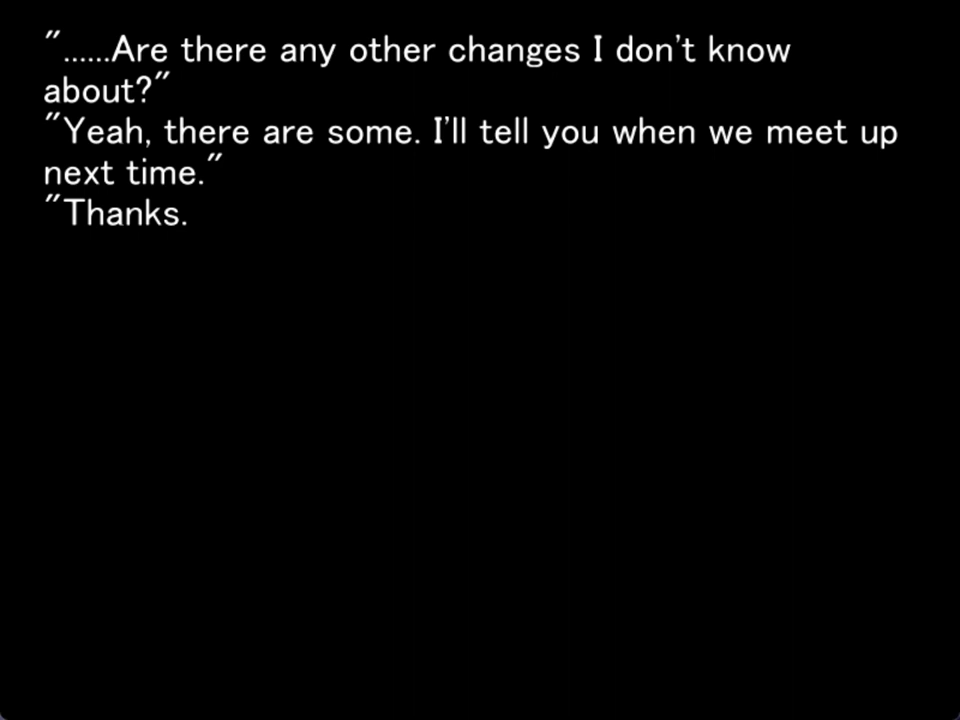 "......Are there any other changes I don't know
about?"
"Yeah, there are some. I'll tell you when we meet up
next time."
"Thanks.